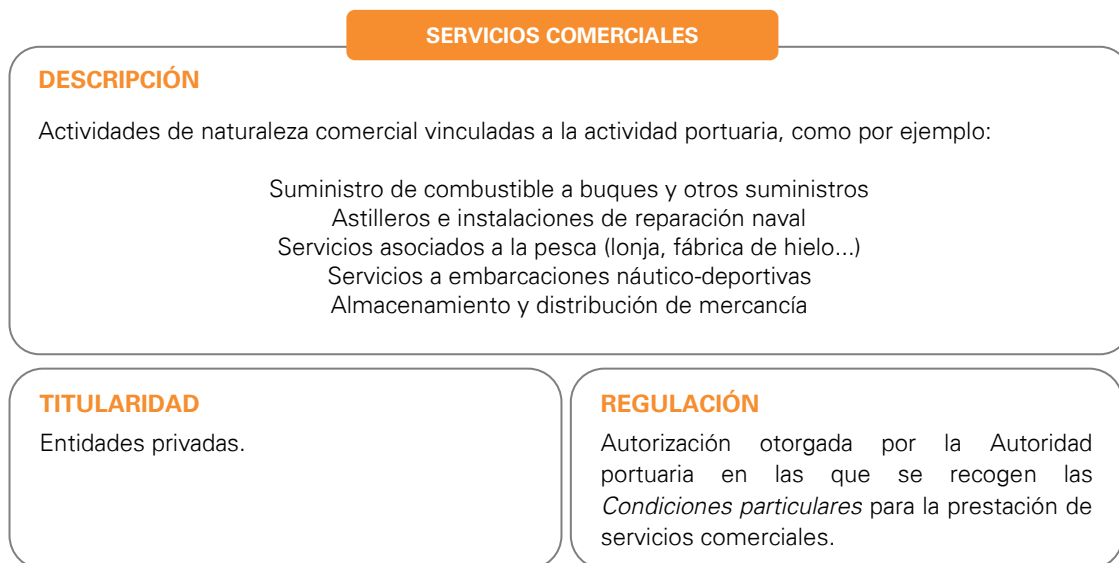 SERVICIOS COMERCIALES
DESCRIPCIÓN
Actividades de naturaleza comercial vinculadas a la actividad portuaria, como por ejemplo:
Suministro de combustible a buques y otros suministros
Astilleros e instalaciones de reparación naval
Servicios asociados a la pesca (lonja, fábrica de hielo...)
Servicios a embarcaciones náutico-deportivas
Almacenamiento y distribución de mercancía
TITULARIDAD
Entidades privadas.
REGULACIÓN
Autorización otorgada por la Autoridad
portuaria en las que se recogen las
Condiciones particulares para la prestación de
servicios comerciales.